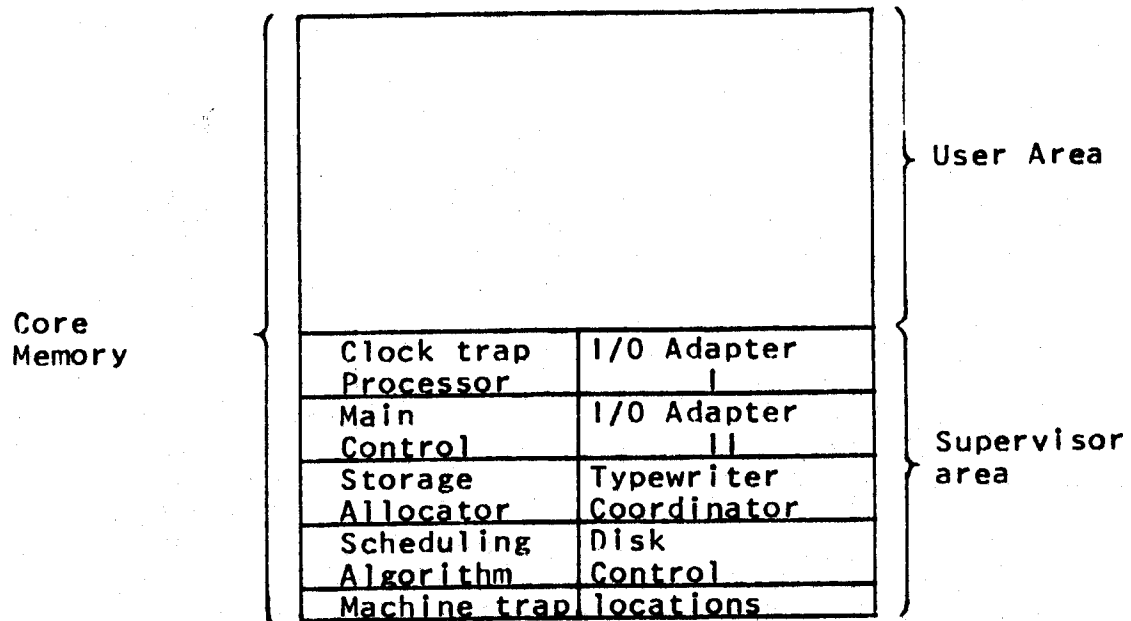 User Area
Core
Memory
Clock trap
Processor
I/O Adapter
I
Main
Control
I/O Adapter
II
Storage
Allocator
Typewriter
Coordinator
Scheduling
Algorithm
Disk
Control
Machine trap locations
Supervisor
area